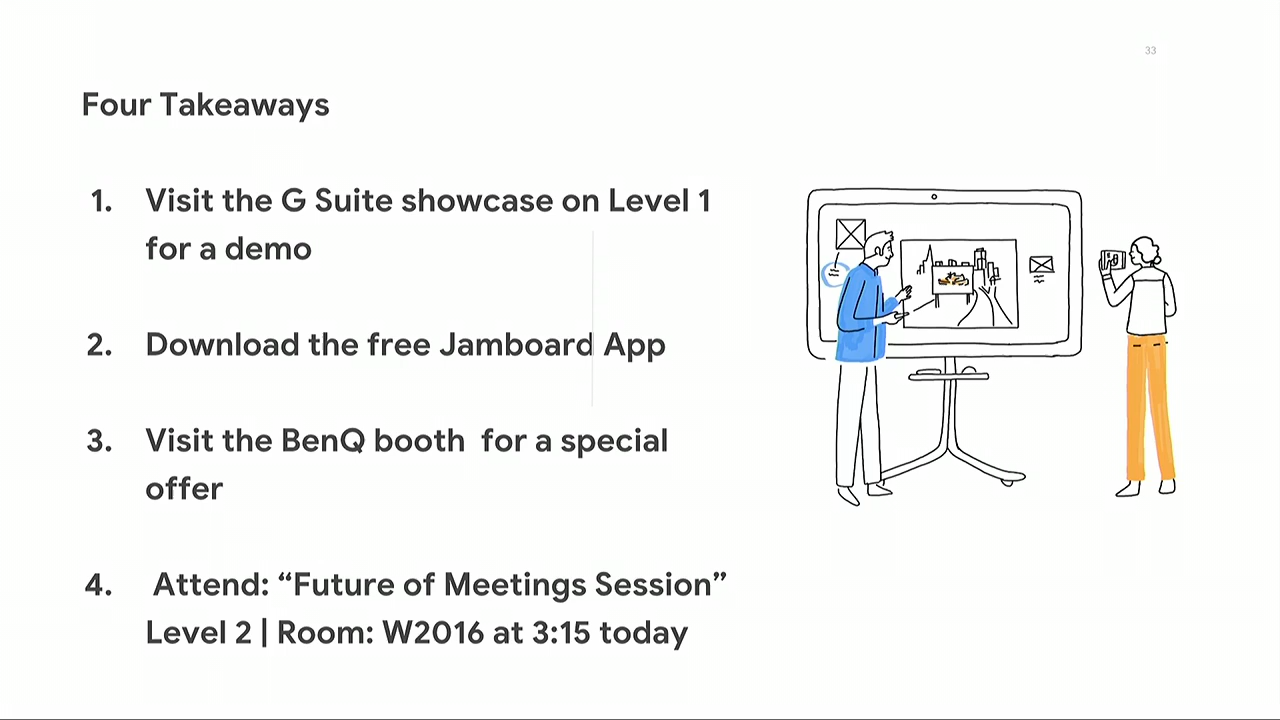 33
Four Takeaways
1. Visit the G Suite showcase on Level 1
for a demo
2. Download the free Jamboard App
3. Visit the BenQ booth  for a special
offer
4. Attend: “Future of Meetings Session”
Level 2 | Room: W2016 at 3:15 today